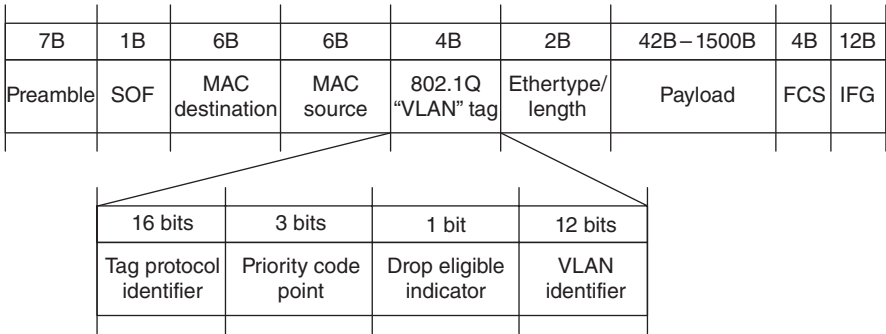 7B 1B 6B 6B 4B 2B 42B–1500B 4B 12B
Preamble SOF MAC destination MAC source 802.1Q “VLAN” tag Ethertype/ length Payload FCS IFG
16 bits 3 bits 1 bit 12 bits
Tag protocol identifier Priority code point Drop eligible indicator VLAN identifier